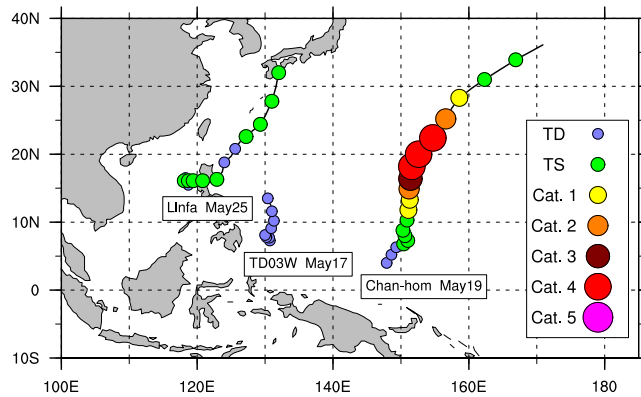 40N
30N
20N
10N
0
10S
100E
120E
140E
160E
180
LInfa May25
TD03W May17
Chan-hom May19
TD
TS
Cat. 1
Cat. 2
Cat. 3
Cat. 4
Cat. 5